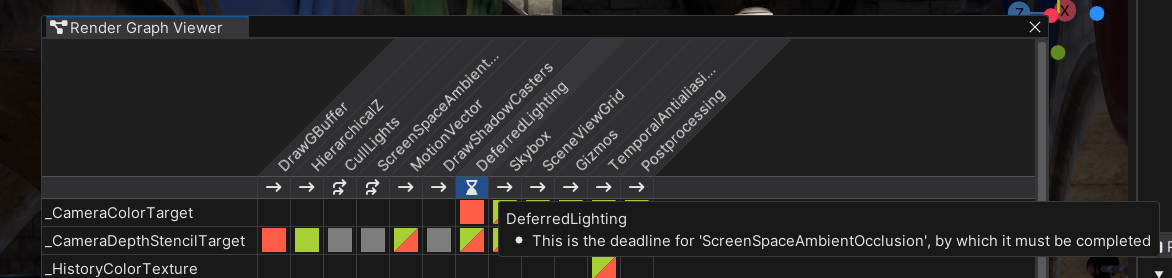 Z
X
Render Graph Viewer
DrawGBuffer
HierarchicalZ
CullLights
ScreenSpaceAmbient...
MotionVector
DrawShadowCasters
DeferredLighting
Skybox
SceneViewGrid
Gizmos
TemporalAntialiasi...
Postprocessing
_CameraColorTarget
DeferredLighting
_CameraDepthStencilTarget
This is the deadline for 'ScreenSpaceAmbientOcclusion', by which it must be completed
_HistoryColorTexture